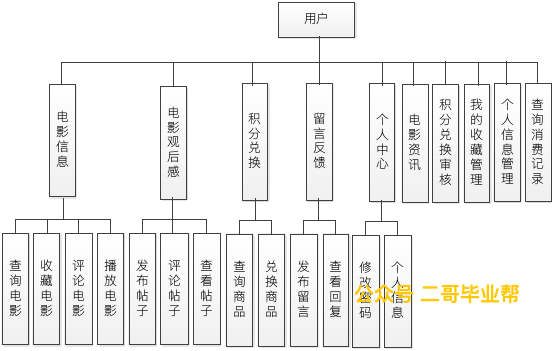 用户
电影信息
电影观后感
积分兑换
留言反馈
个人中心
电影资讯
积分兑换审核
我的收藏管理
个人信息管理
查询消费记录
查询电影
收藏电影
评论电影
播放电影
发布帖子
评论帖子
查看帖子
查询商品
兑换商品
发布留言
查看回复
修改密码
个人信息
公众号 二哥毕业帮